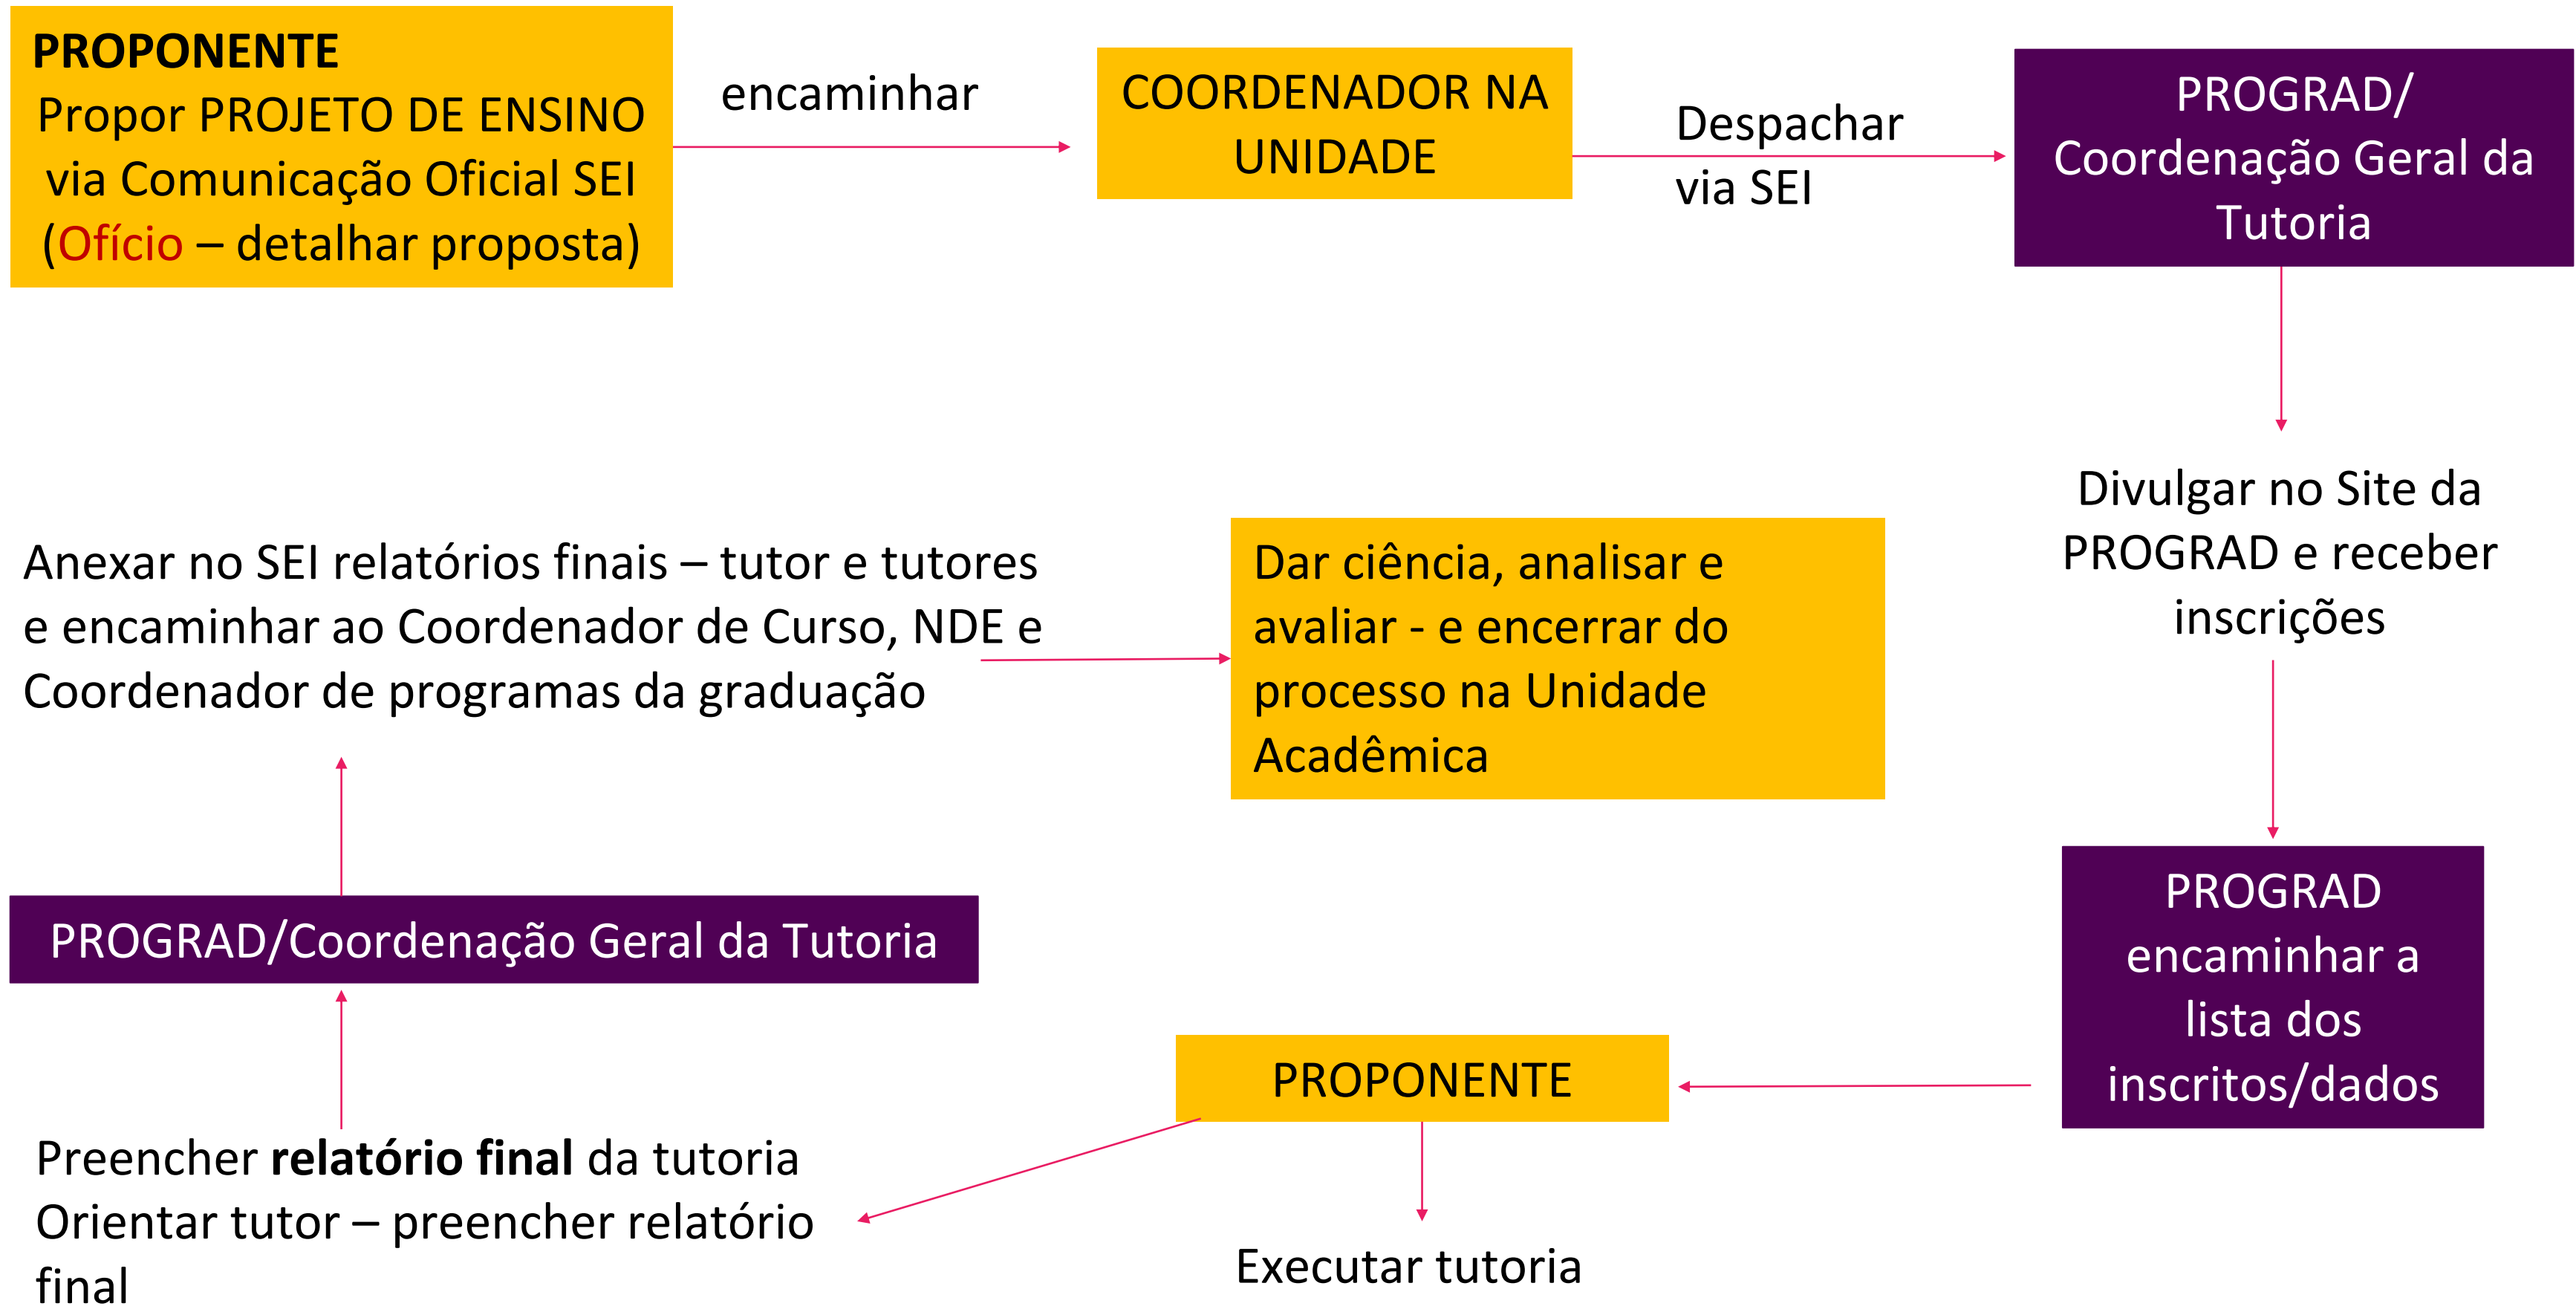 PROPONENTE
Propor PROJETO DE ENSINO
via Comunicação Oficial SEI
(Ofício – detalhar proposta)
encaminhar
COORDENADOR NA
UNIDADE
Despachar
via SEI
PROGRAD/
Coordenação Geral da
Tutoria
Divulgar no Site da
PROGRAD e receber
inscrições
PROGRAD
encaminhar a
lista dos
inscritos/dados
PROPONENTE
Executar tutoria
Preencher relatório final da tutoria
Orientar tutor – preencher relatório
final
PROGRAD/Coordenação Geral da Tutoria
Anexar no SEI relatórios finais – tutor e tutores
e encaminhar ao Coordenador de Curso, NDE e
Coordenador de programas da graduação
Dar ciência, analisar e
avaliar - e encerrar do
processo na Unidade
Acadêmica